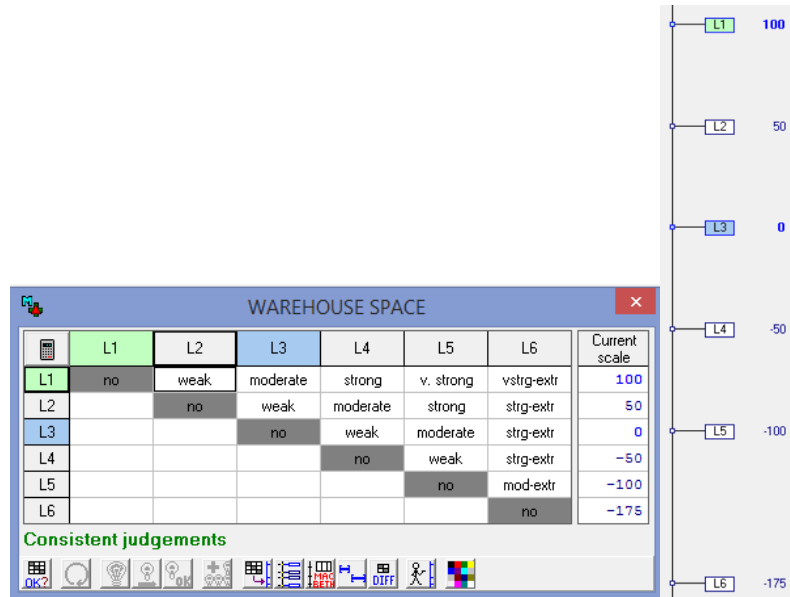 L1 100
L2 50
L3 0
L4 -50
L5 -100
L6 -175
WAREHOUSE SPACE
L1 L2 L3 L4 L5 L6 Current scale
L1 no weak moderate strong v. strong vstrg-extr 100
L2 no weak moderate strong strg-extr 50
L3 no weak moderate strg-extr 0
L4 no weak strg-extr -50
L5 no mod-extr -100
L6 no -175
Consistent judgements
OK? OK MAC BETH DIFF